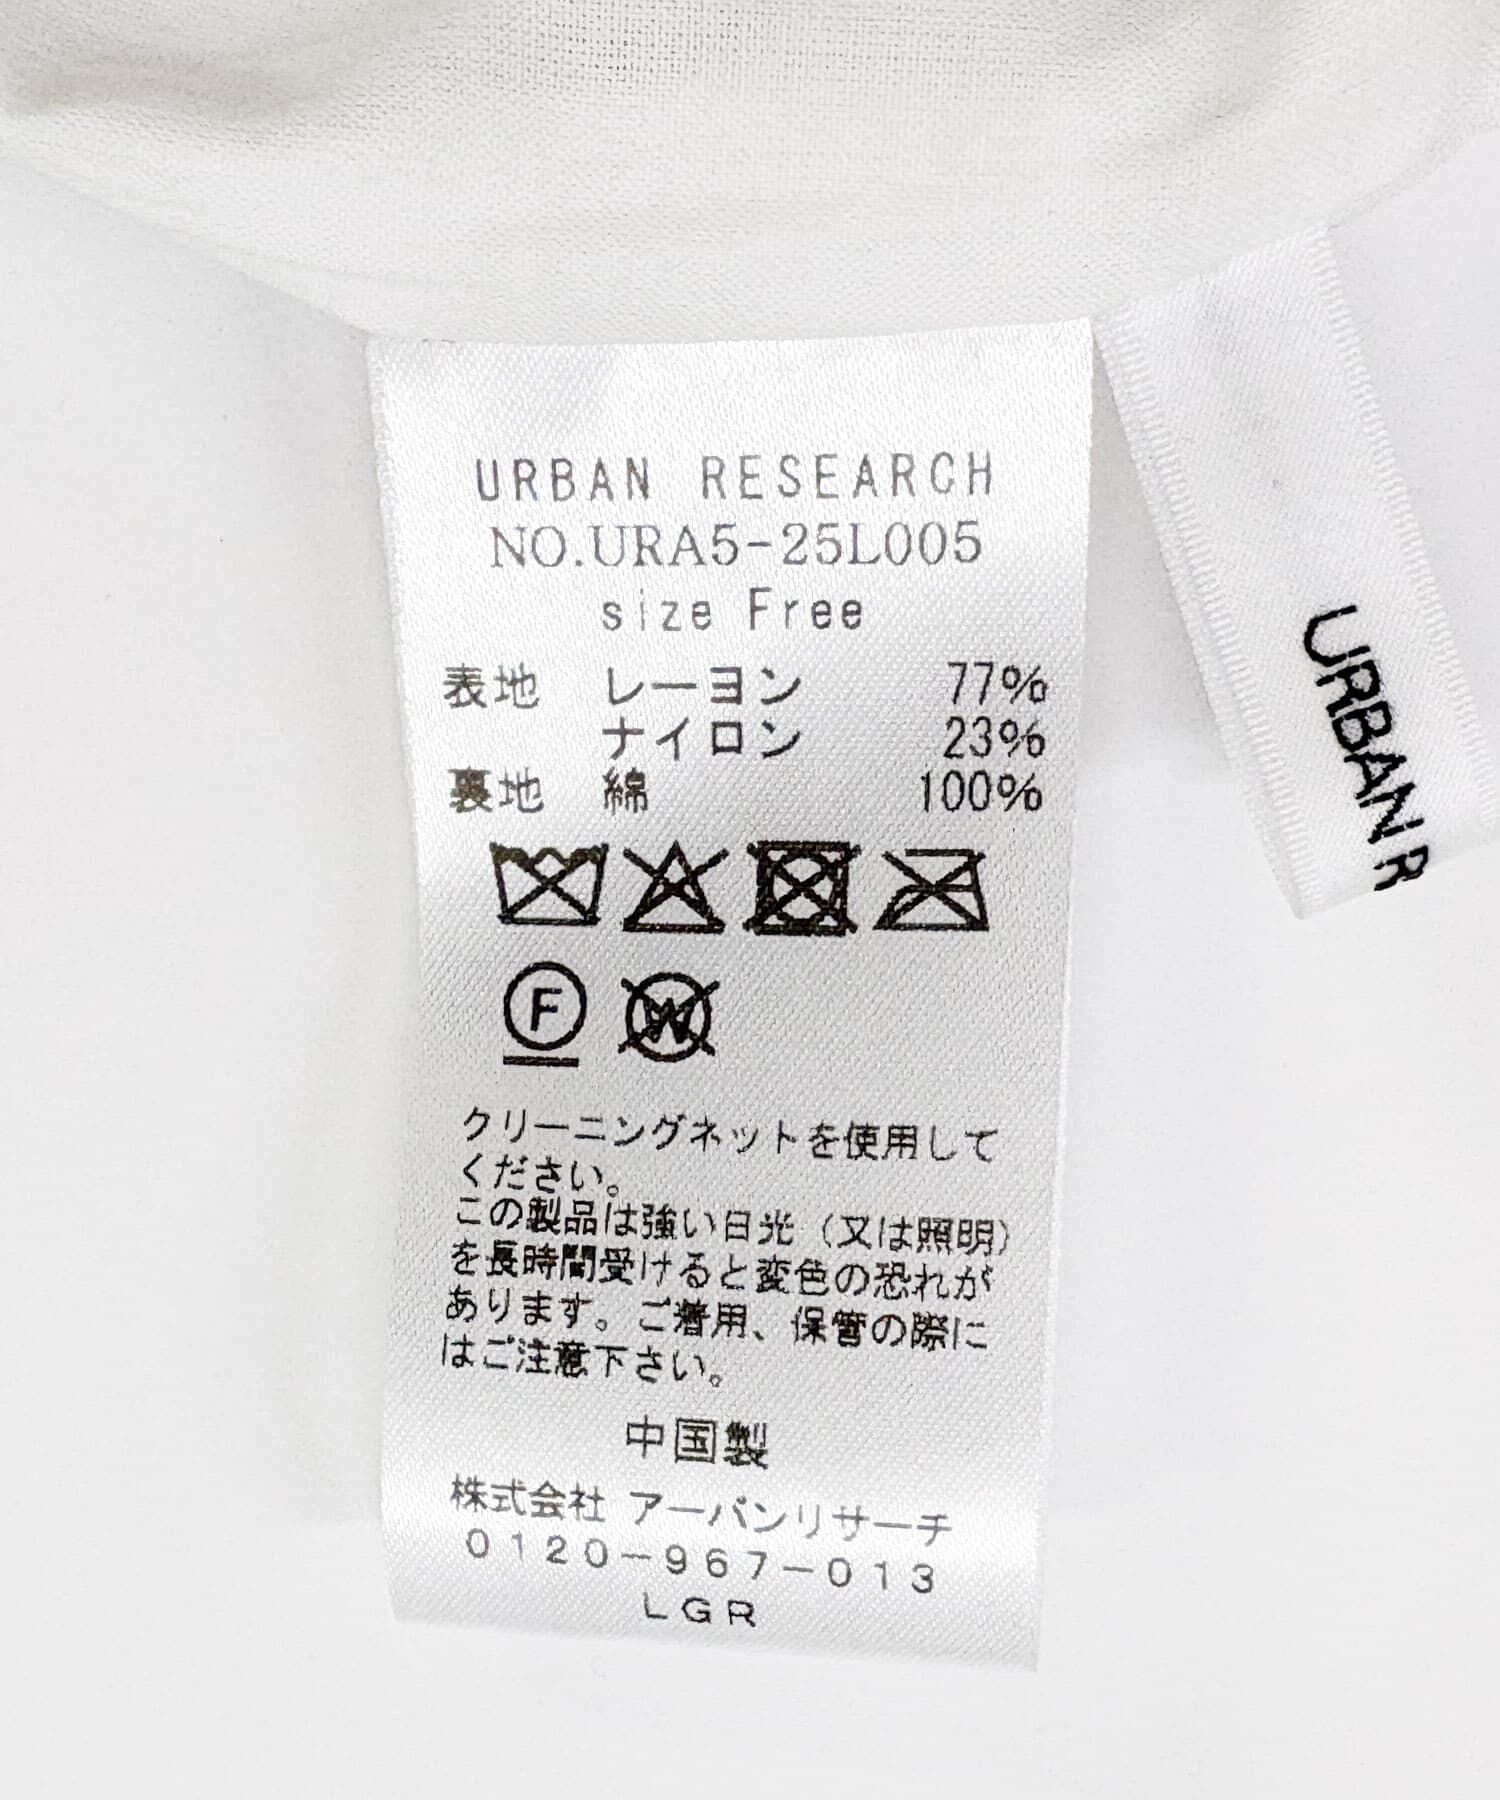 URBAN RESEARCH
NO.URA5-25L005
size Free
表地 レーヨン 77%
ナイロン 23%
裏地 綿 100%
F
W
クリーニングネットを使用して
ください。
この製品は強い日光（又は照明）
を長時間受けると変色の恐れが
あります。ご着用、保管の際に
はご注意下さい。
中国製
株式会社 アーバンリサーチ
0120-967-013
LGR
URBAN R